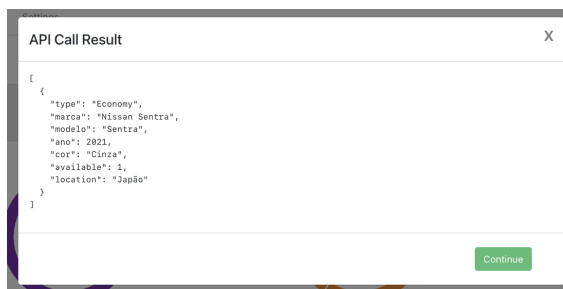 Settings
API Call Result
X
[
  {
    "type": "Economy",
    "marca": "Nissan Sentra",
    "modelo": "Sentra",
    "ano": 2021,
    "cor": "Cinza",
    "available": 1,
    "location": "Japão"
  }
]
Continue